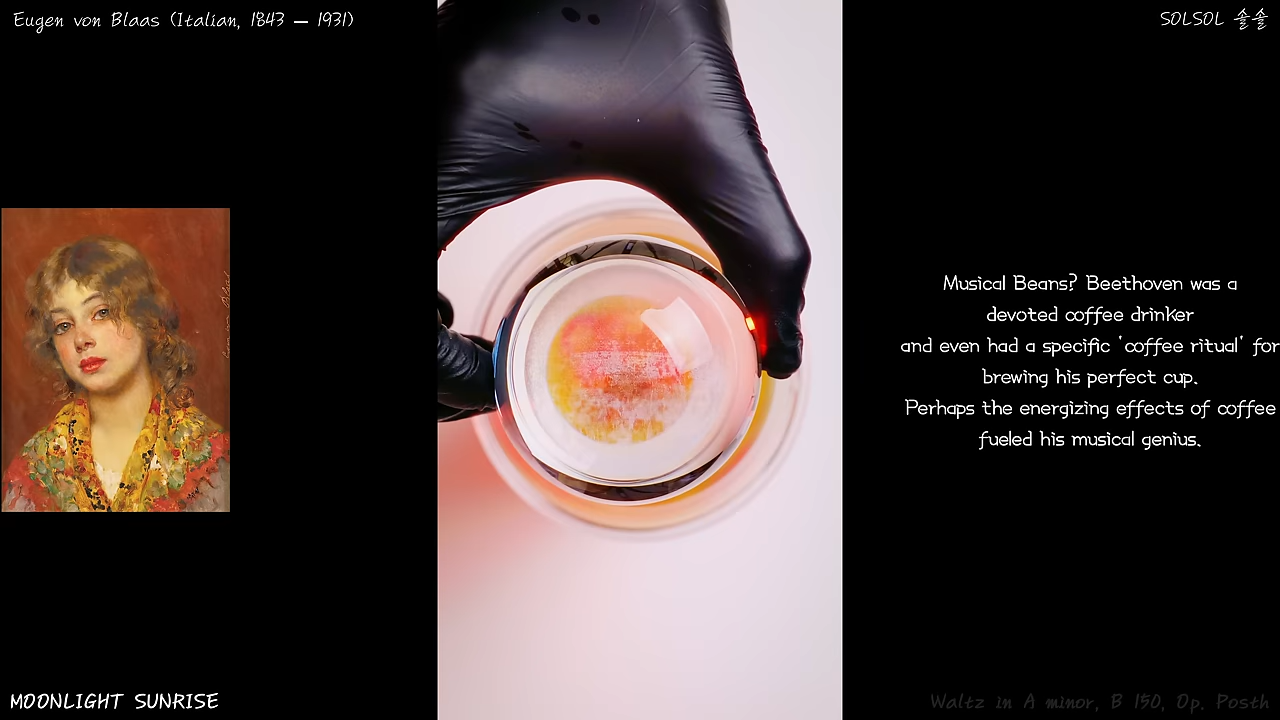 Eugen von Blaas (Italian, 1843 — 1931)
SOLSOL 솔솔
Musical Beans? Beethoven was a
devoted coffee drinker
and even had a specific 'coffee ritual' for
brewing his perfect cup.
Perhaps the energizing effects of coffee
fueled his musical genius.
MOONLIGHT SUNRISE
Waltz in A minor, B 150, Op. Posth